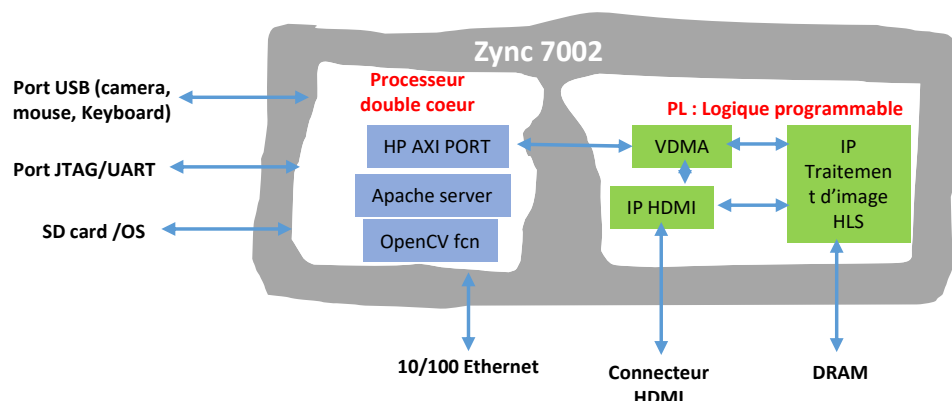 Zync 7002
Port USB (camera,
mouse, Keyboard)
Port JTAG/UART
SD card /OS
Processeur
double coeur
HP AXI PORT
Apache server
OpenCV fcn
PL : Logique programmable
VDMA
IP HDMI
IP
Traitemen
t d'image
HLS
10/100 Ethernet
Connecteur
HDMI
DRAM